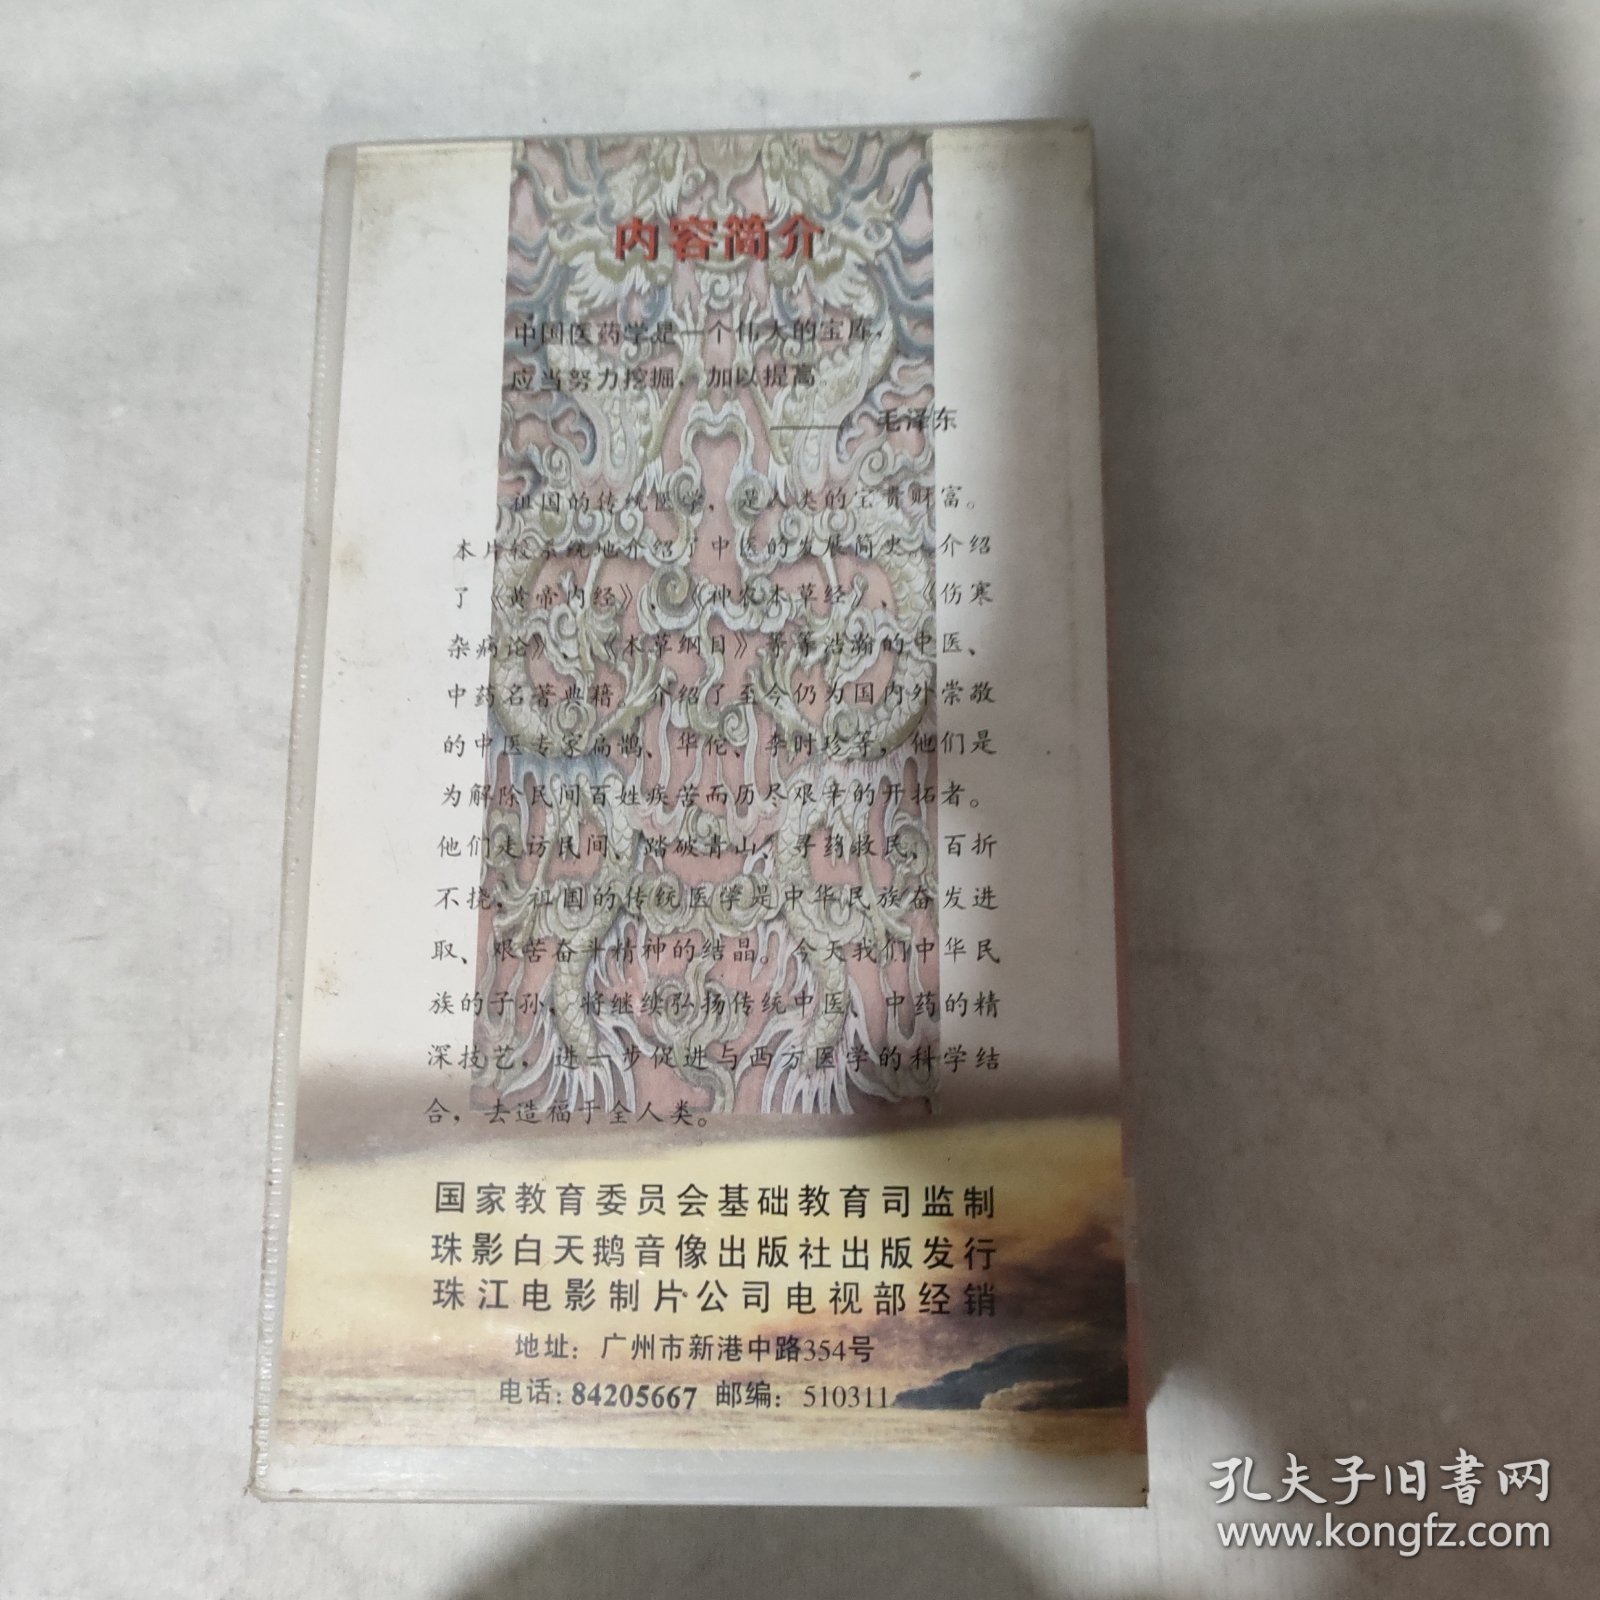 内容简介
中国医药学是一个伟大的宝库，
应当努力挖掘、加以提高。
—— 毛泽东
祖国的传统医学，是人类的宝贵财富。
本片较系统地介绍了中医的发展简史。介绍
了《黄帝内经》、《神农本草经》、《伤寒
杂病论》、《本草纲目》等等浩瀚的中医、
中药名著典籍。介绍了至今仍为国内外崇敬
的中医专家扁鹊、华佗、李时珍等，他们是
为解除民间百姓疾苦而历尽艰辛的开拓者。
他们走访民间、踏破青山、寻药救民、百折
不挠，祖国的传统医学是中华民族奋发进
取、艰苦奋斗精神的结晶。今天我们中华民
族的子孙，将继续弘扬传统中医、中药的精
深技艺，进一步促进与西方医学的科学结
合，去造福于全人类。
国家教育委员会基础教育司监制
珠影白天鹅音像出版社出版发行
珠江电影制片公司电视部经销
地址：广州市新港中路354号
电话：84205667 邮编：510311
孔夫子旧书网
www.kongfz.com